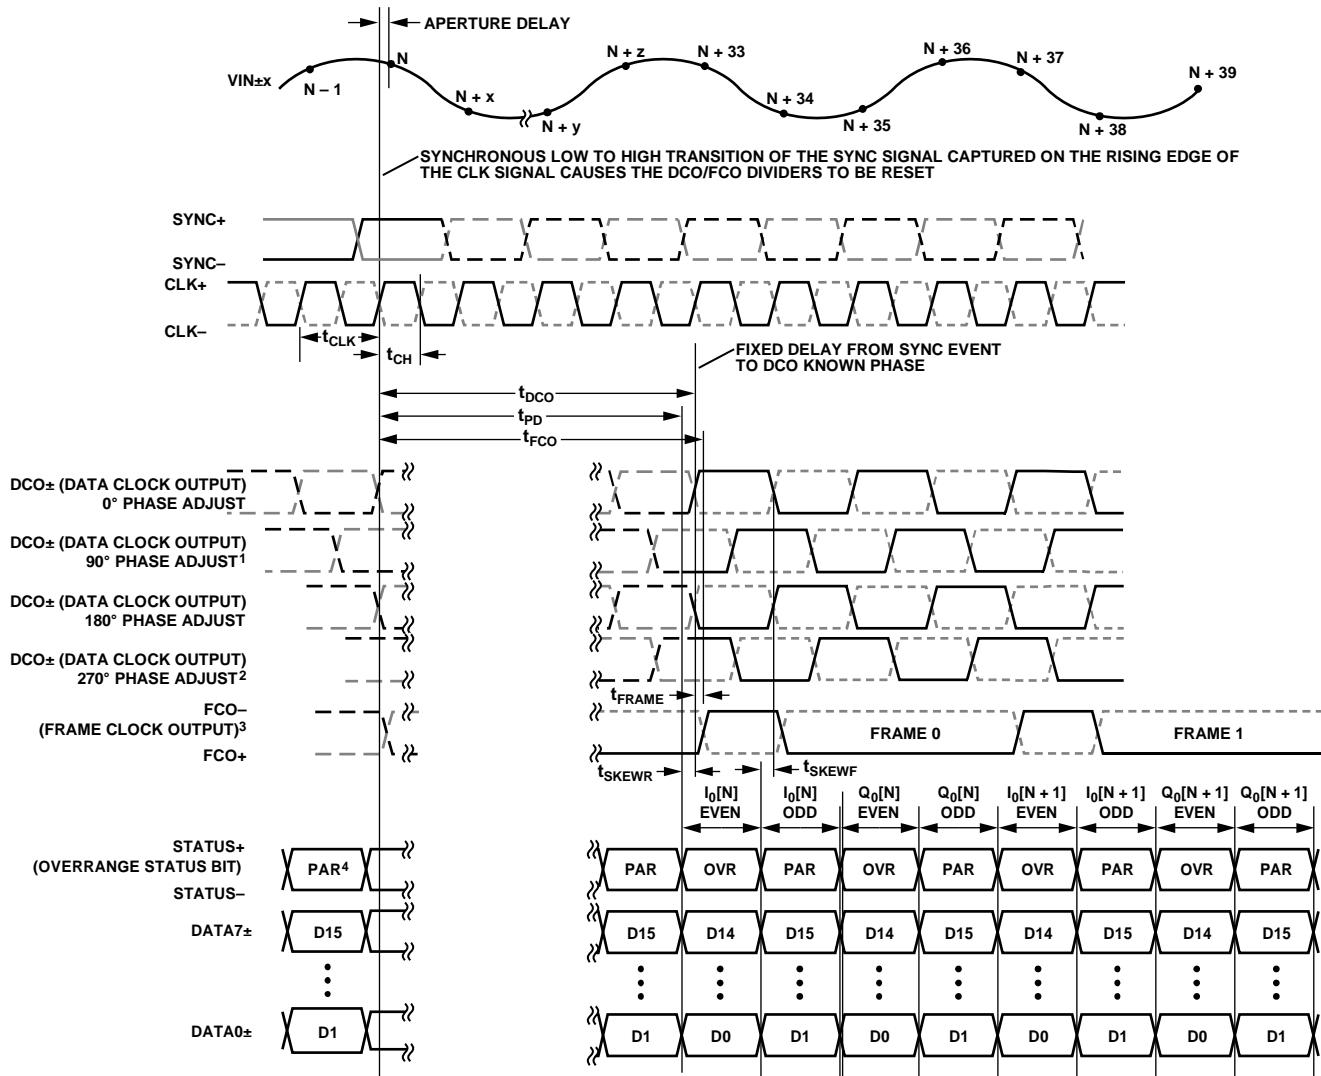 APERTURE DELAY
VIN±x
N – 1
N
N + x
N + y
N + z
N + 33
N + 34
N + 35
N + 36
N + 37
N + 38
N + 39
SYNCHRONOUS LOW TO HIGH TRANSITION OF THE SYNC SIGNAL CAPTURED ON THE RISING EDGE OF
THE CLK SIGNAL CAUSES THE DCO/FCO DIVIDERS TO BE RESET
SYNC+
SYNC–
CLK+
CLK–
tCLK
tCH
FIXED DELAY FROM SYNC EVENT
TO DCO KNOWN PHASE
tDCO
tPD
tFCO
DCO± (DATA CLOCK OUTPUT)
0° PHASE ADJUST
DCO± (DATA CLOCK OUTPUT)
90° PHASE ADJUST1
DCO± (DATA CLOCK OUTPUT)
180° PHASE ADJUST
DCO± (DATA CLOCK OUTPUT)
270° PHASE ADJUST2
tFRAME
FCO–
(FRAME CLOCK OUTPUT)3
FCO+
FRAME 0
FRAME 1
tSKEWR
tSKEWF
I0[N] I0[N] Q0[N] Q0[N] I0[N + 1] I0[N + 1] Q0[N + 1] Q0[N + 1]
EVEN ODD EVEN ODD EVEN ODD EVEN ODD
STATUS+
(OVERRANGE STATUS BIT)
STATUS–
PAR4 PAR OVR PAR OVR PAR OVR PAR OVR PAR
DATA7± D15 D15 D14 D15 D14 D15 D14 D15 D14 D15
DATA0± D1 D1 D0 D1 D0 D1 D0 D1 D0 D1